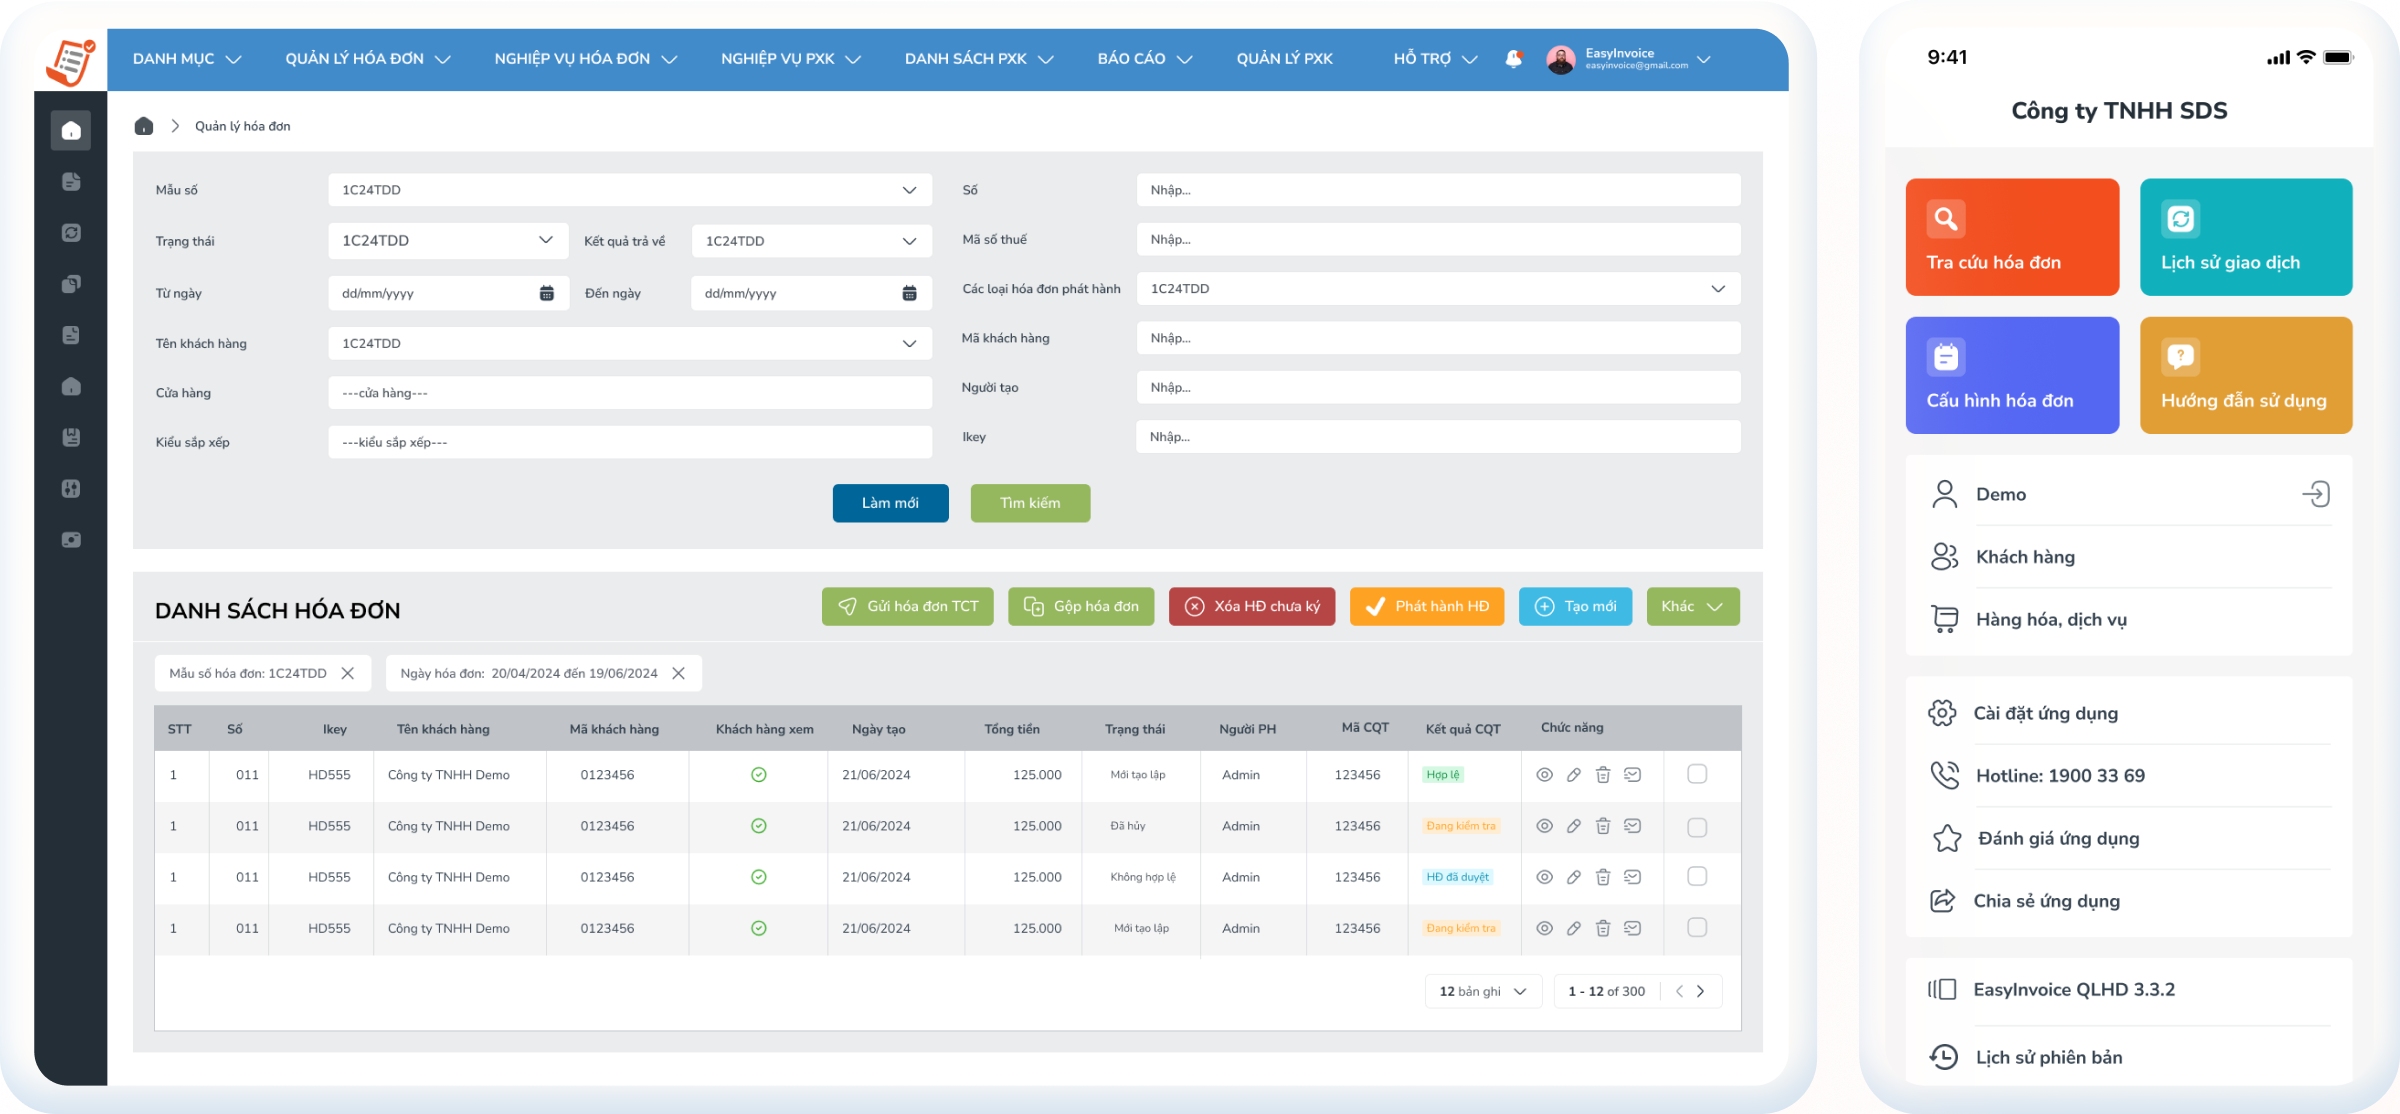 DANH MỤC
QUẢN LÝ HÓA ĐƠN
NGHIỆP VỤ HÓA ĐƠN
NGHIỆP VỤ PXK
DANH SÁCH PXK
BÁO CÁO
QUẢN LÝ PXK
HỖ TRỢ
EasyInvoice
easyinvoice@gmail.com
Quản lý hóa đơn
Mẫu số
1C24TDD
Số
Nhập...
Trạng thái
1C24TDD
Kết quả trả về
1C24TDD
Mã số thuế
Nhập...
Từ ngày
dd/mm/yyyy
Đến ngày
dd/mm/yyyy
Các loại hóa đơn phát hành
1C24TDD
Tên khách hàng
1C24TDD
Mã khách hàng
Nhập...
Cửa hàng
---cửa hàng---
Người tạo
Nhập...
Kiểu sắp xếp
---kiểu sắp xếp---
Ikey
Nhập...
Làm mới
Tìm kiếm
DANH SÁCH HÓA ĐƠN
Gửi hóa đơn TCT
Gộp hóa đơn
Xóa HĐ chưa ký
Phát hành HĐ
Tạo mới
Khác
Mẫu số hóa đơn: 1C24TDD
Ngày hóa đơn: 20/04/2024 đến 19/06/2024
STT Số Ikey Tên khách hàng Mã khách hàng Khách hàng xem Ngày tạo Tổng tiền Trạng thái Người PH Mã CQT Kết quả CQT Chức năng
1 011 HD555 Công ty TNHH Demo 0123456 21/06/2024 125.000 Mới tạo lập Admin 123456 Hợp lệ
1 011 HD555 Công ty TNHH Demo 0123456 21/06/2024 125.000 Đã hủy Admin 123456 Đang kiểm tra
1 011 HD555 Công ty TNHH Demo 0123456 21/06/2024 125.000 Không hợp lệ Admin 123456 HĐ đã duyệt
1 011 HD555 Công ty TNHH Demo 0123456 21/06/2024 125.000 Mới tạo lập Admin 123456 Đang kiểm tra
12 bản ghi
1 - 12 of 300
9:41
Công ty TNHH SDS
Tra cứu hóa đơn
Lịch sử giao dịch
Cấu hình hóa đơn
Hướng đẫn sử dụng
Demo
Khách hàng
Hàng hóa, dịch vụ
Cài đặt ứng dụng
Hotline: 1900 33 69
Đánh giá ứng dụng
Chia sẻ ứng dụng
EasyInvoice QLHD 3.3.2
Lịch sử phiên bản